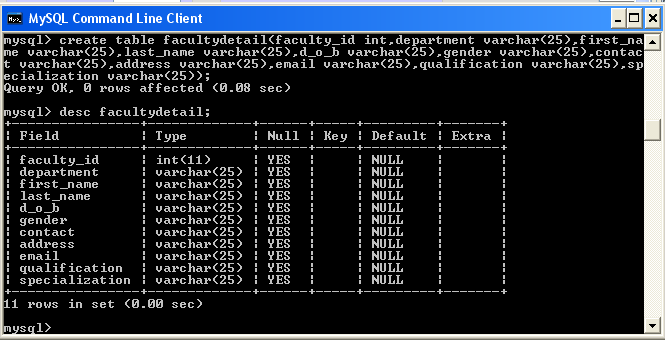 MySQL Command Line Client
mysql> create table facultydetail(faculty_id int,department varchar(25),first_na
me varchar(25),last_name varchar(25),d_o_b varchar(25),gender varchar(25),contac
t varchar(25),address varchar(25),email varchar(25),qualification varchar(25),sp
ecialization varchar(25));
Query OK, 0 rows affected (0.08 sec)
mysql> desc facultydetail;
+----------------+-------------+------+-----+---------+-------+
| Field          | Type        | Null | Key | Default | Extra |
+----------------+-------------+------+-----+---------+-------+
| faculty_id     | int(11)     | YES  |     | NULL    |       |
| department     | varchar(25) | YES  |     | NULL    |       |
| first_name     | varchar(25) | YES  |     | NULL    |       |
| last_name      | varchar(25) | YES  |     | NULL    |       |
| d_o_b          | varchar(25) | YES  |     | NULL    |       |
| gender         | varchar(25) | YES  |     | NULL    |       |
| contact        | varchar(25) | YES  |     | NULL    |       |
| address        | varchar(25) | YES  |     | NULL    |       |
| email          | varchar(25) | YES  |     | NULL    |       |
| qualification  | varchar(25) | YES  |     | NULL    |       |
| specialization | varchar(25) | YES  |     | NULL    |       |
+----------------+-------------+------+-----+---------+-------+
11 rows in set (0.00 sec)
mysql>